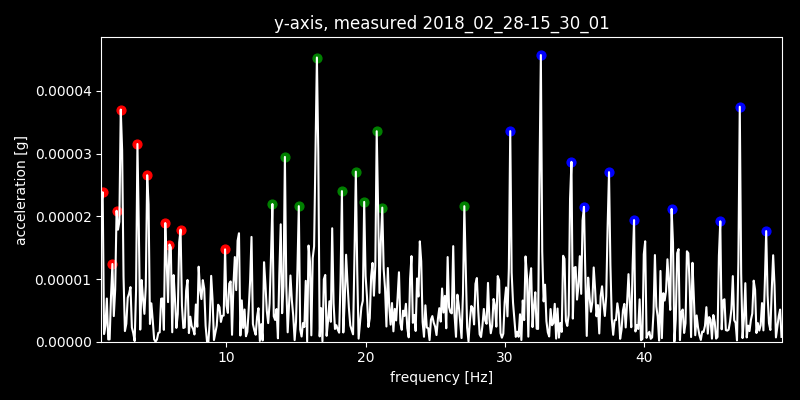 y-axis, measured 2018_02_28-15_30_01
0.00004
0.00003
0.00002
0.00001
0.00000
acceleration [g]
10 20 30 40
frequency [Hz]